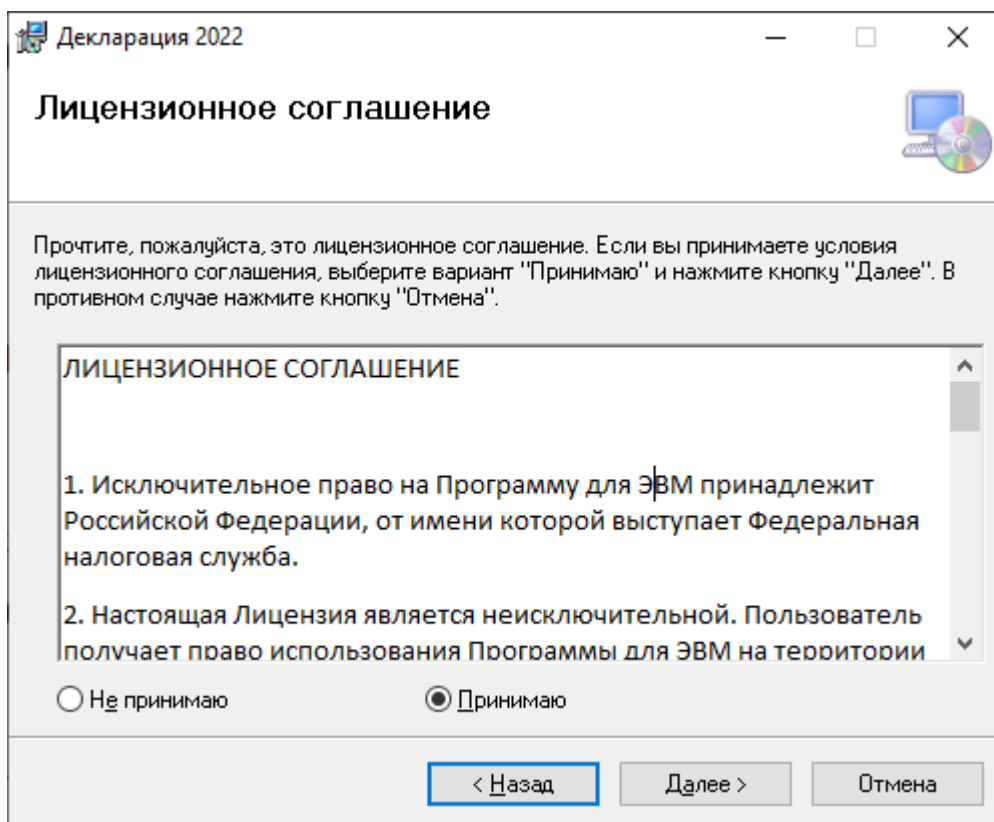 Декларация 2022
Лицензионное соглашение
Прочтите, пожалуйста, это лицензионное соглашение. Если вы принимаете условия
лицензионного соглашения, выберите вариант "Принимаю" и нажмите кнопку "Далее". В
противном случае нажмите кнопку "Отмена".
ЛИЦЕНЗИОННОЕ СОГЛАШЕНИЕ
1. Исключительное право на Программу для ЭВМ принадлежит
Российской Федерации, от имени которой выступает Федеральная
налоговая служба.
2. Настоящая Лицензия является неисключительной. Пользователь
получает право использования Программы для ЭВМ на территории
Не принимаю
Принимаю
< Назад
Далее >
Отмена